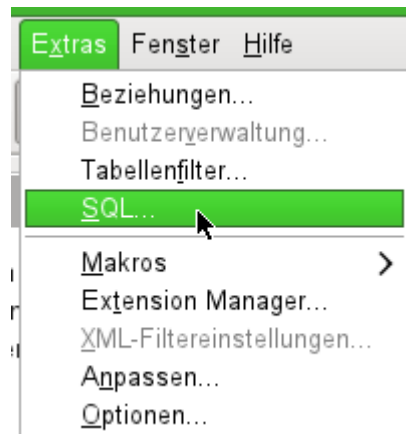 Extras Fenster Hilfe
Beziehungen...
Benutzerverwaltung...
Tabellenfilter...
SQL...
Makros
Extension Manager...
XML-Filtereinstellungen...
Anpassen...
Optionen...